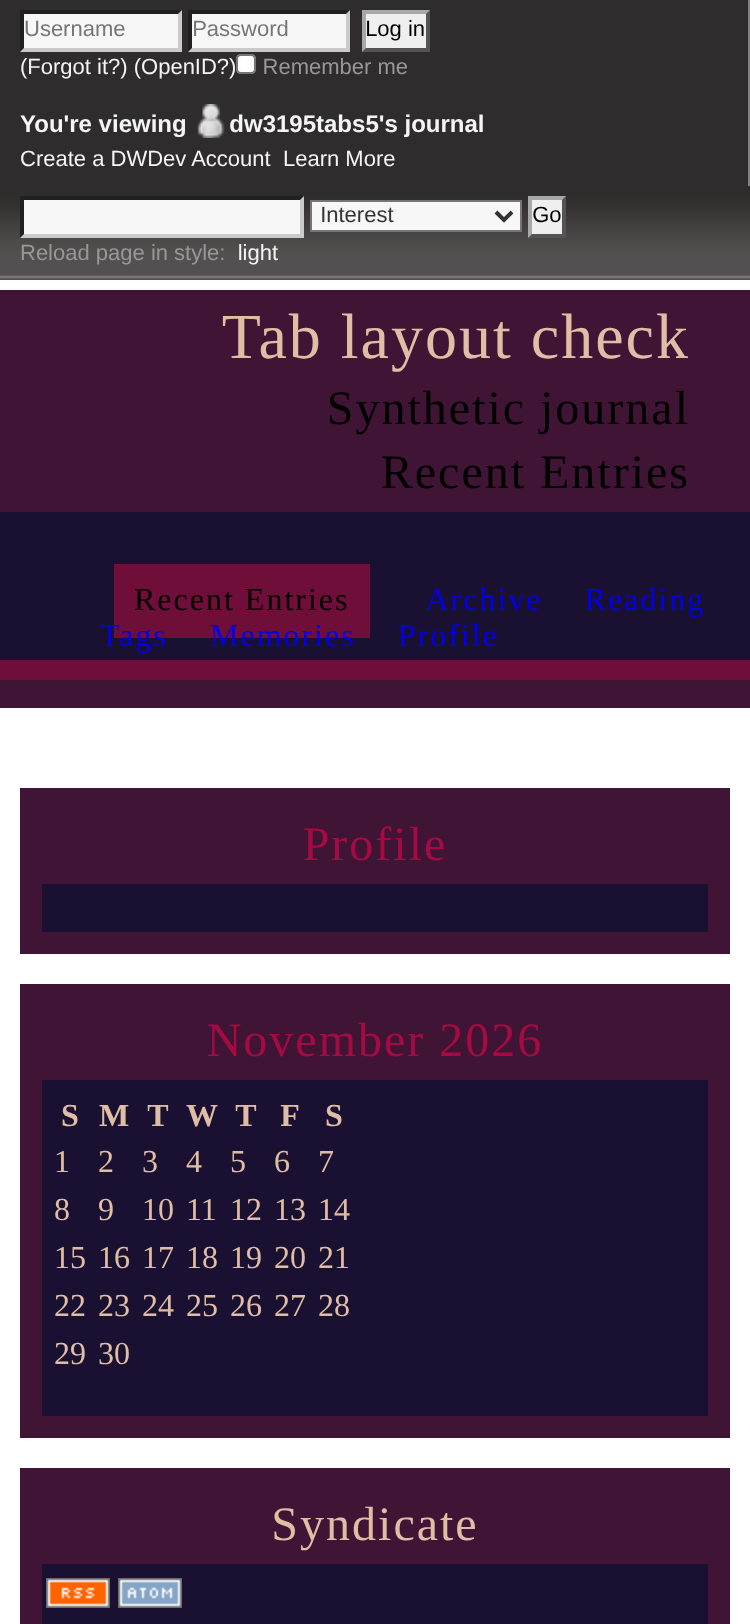 Username Password Log in
(Forgot it?) (OpenID?) Remember me
You're viewing dw3195tabs5's journal
Create a DWDev Account Learn More
Interest Go
Reload page in style: light
Tab layout check
Synthetic journal
Recent Entries
Recent Entries Archive Reading
Tags Memories Profile
Profile
November 2026
S M T W T F S
1 2 3 4 5 6 7
8 9 10 11 12 13 14
15 16 17 18 19 20 21
22 23 24 25 26 27 28
29 30
Syndicate
RSS ATOM